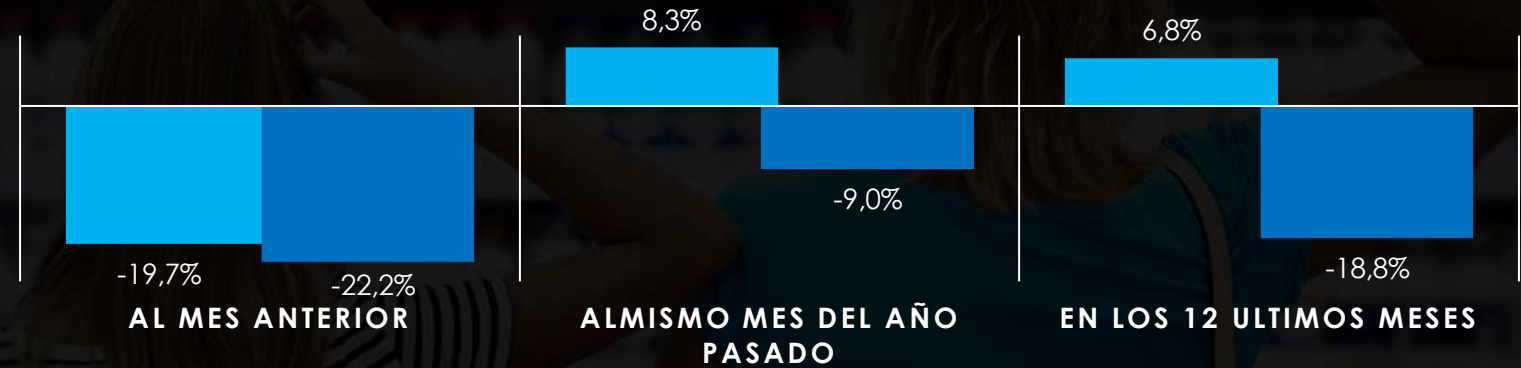 8,3%
6,8%
-9,0%
-19,7%
-22,2%
-18,8%
AL MES ANTERIOR
ALMISMO MES DEL AÑO
PASADO
EN LOS 12 ULTIMOS MESES